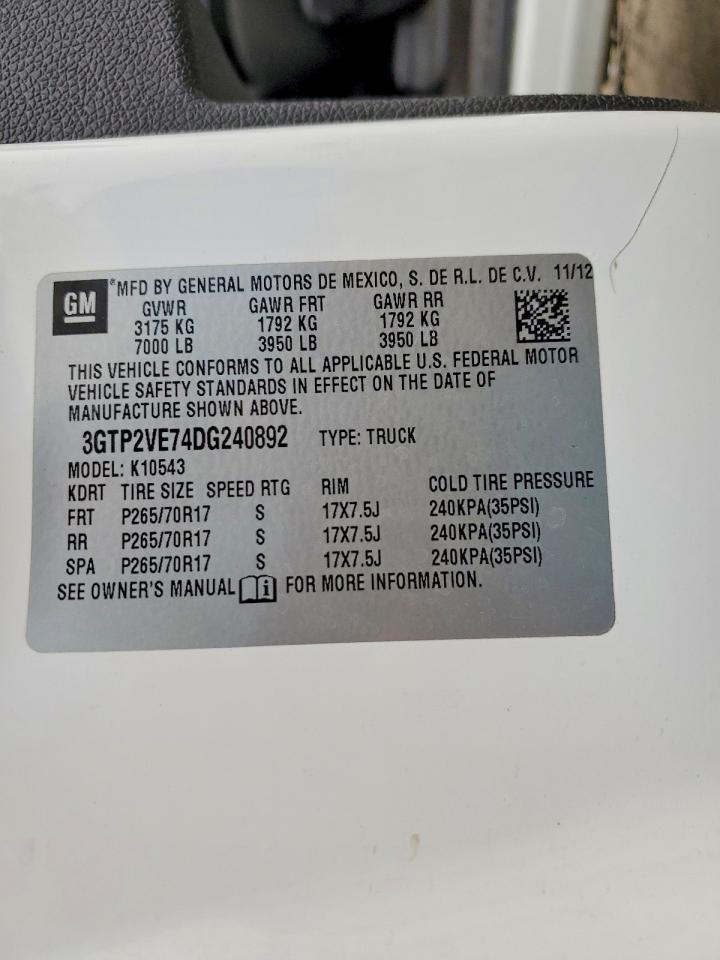 GM *MFD BY GENERAL MOTORS DE MEXICO, S. DE R.L. DE C.V. 11/12
GVWR GAWR FRT GAWR RR
3175 KG 1792 KG 1792 KG
7000 LB 3950 LB 3950 LB
THIS VEHICLE CONFORMS TO ALL APPLICABLE U.S. FEDERAL MOTOR
VEHICLE SAFETY STANDARDS IN EFFECT ON THE DATE OF
MANUFACTURE SHOWN ABOVE.
3GTP2VE74DG240892 TYPE: TRUCK
MODEL: K10543
KDRT TIRE SIZE SPEED RTG RIM COLD TIRE PRESSURE
FRT P265/70R17 S 17X7.5J 240KPA(35PSI)
RR P265/70R17 S 17X7.5J 240KPA(35PSI)
SPA P265/70R17 S 17X7.5J 240KPA(35PSI)
SEE OWNER'S MANUAL i FOR MORE INFORMATION.